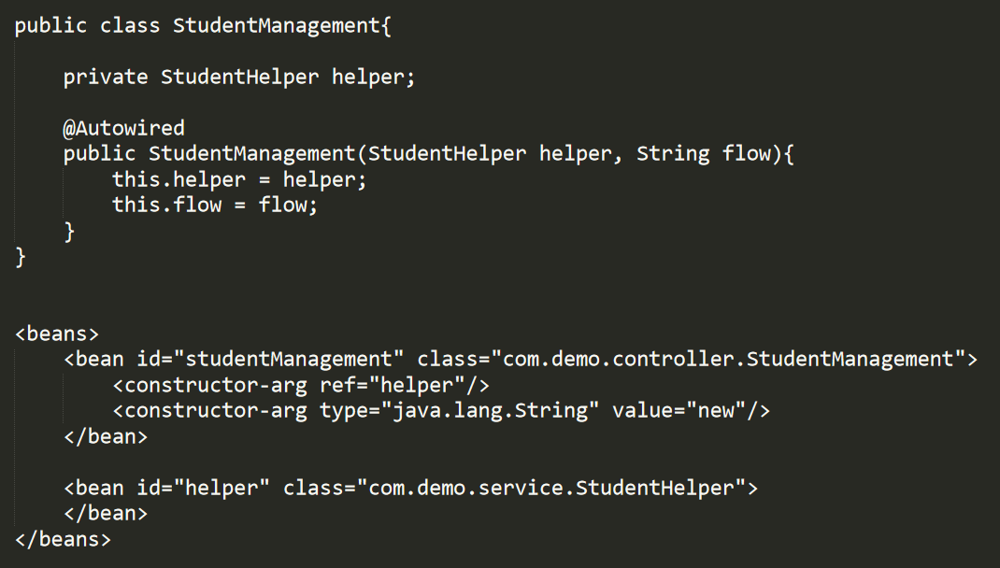 public class StudentManagement{
private StudentHelper helper;
@Autowired
public StudentManagement(StudentHelper helper, String flow){
this.helper = helper;
this.flow = flow;
}
}
<beans>
<bean id="studentManagement" class="com.demo.controller.StudentManagement">
<constructor-arg ref="helper"/>
<constructor-arg type="java.lang.String" value="new"/>
</bean>
<bean id="helper" class="com.demo.service.StudentHelper">
</bean>
</beans>